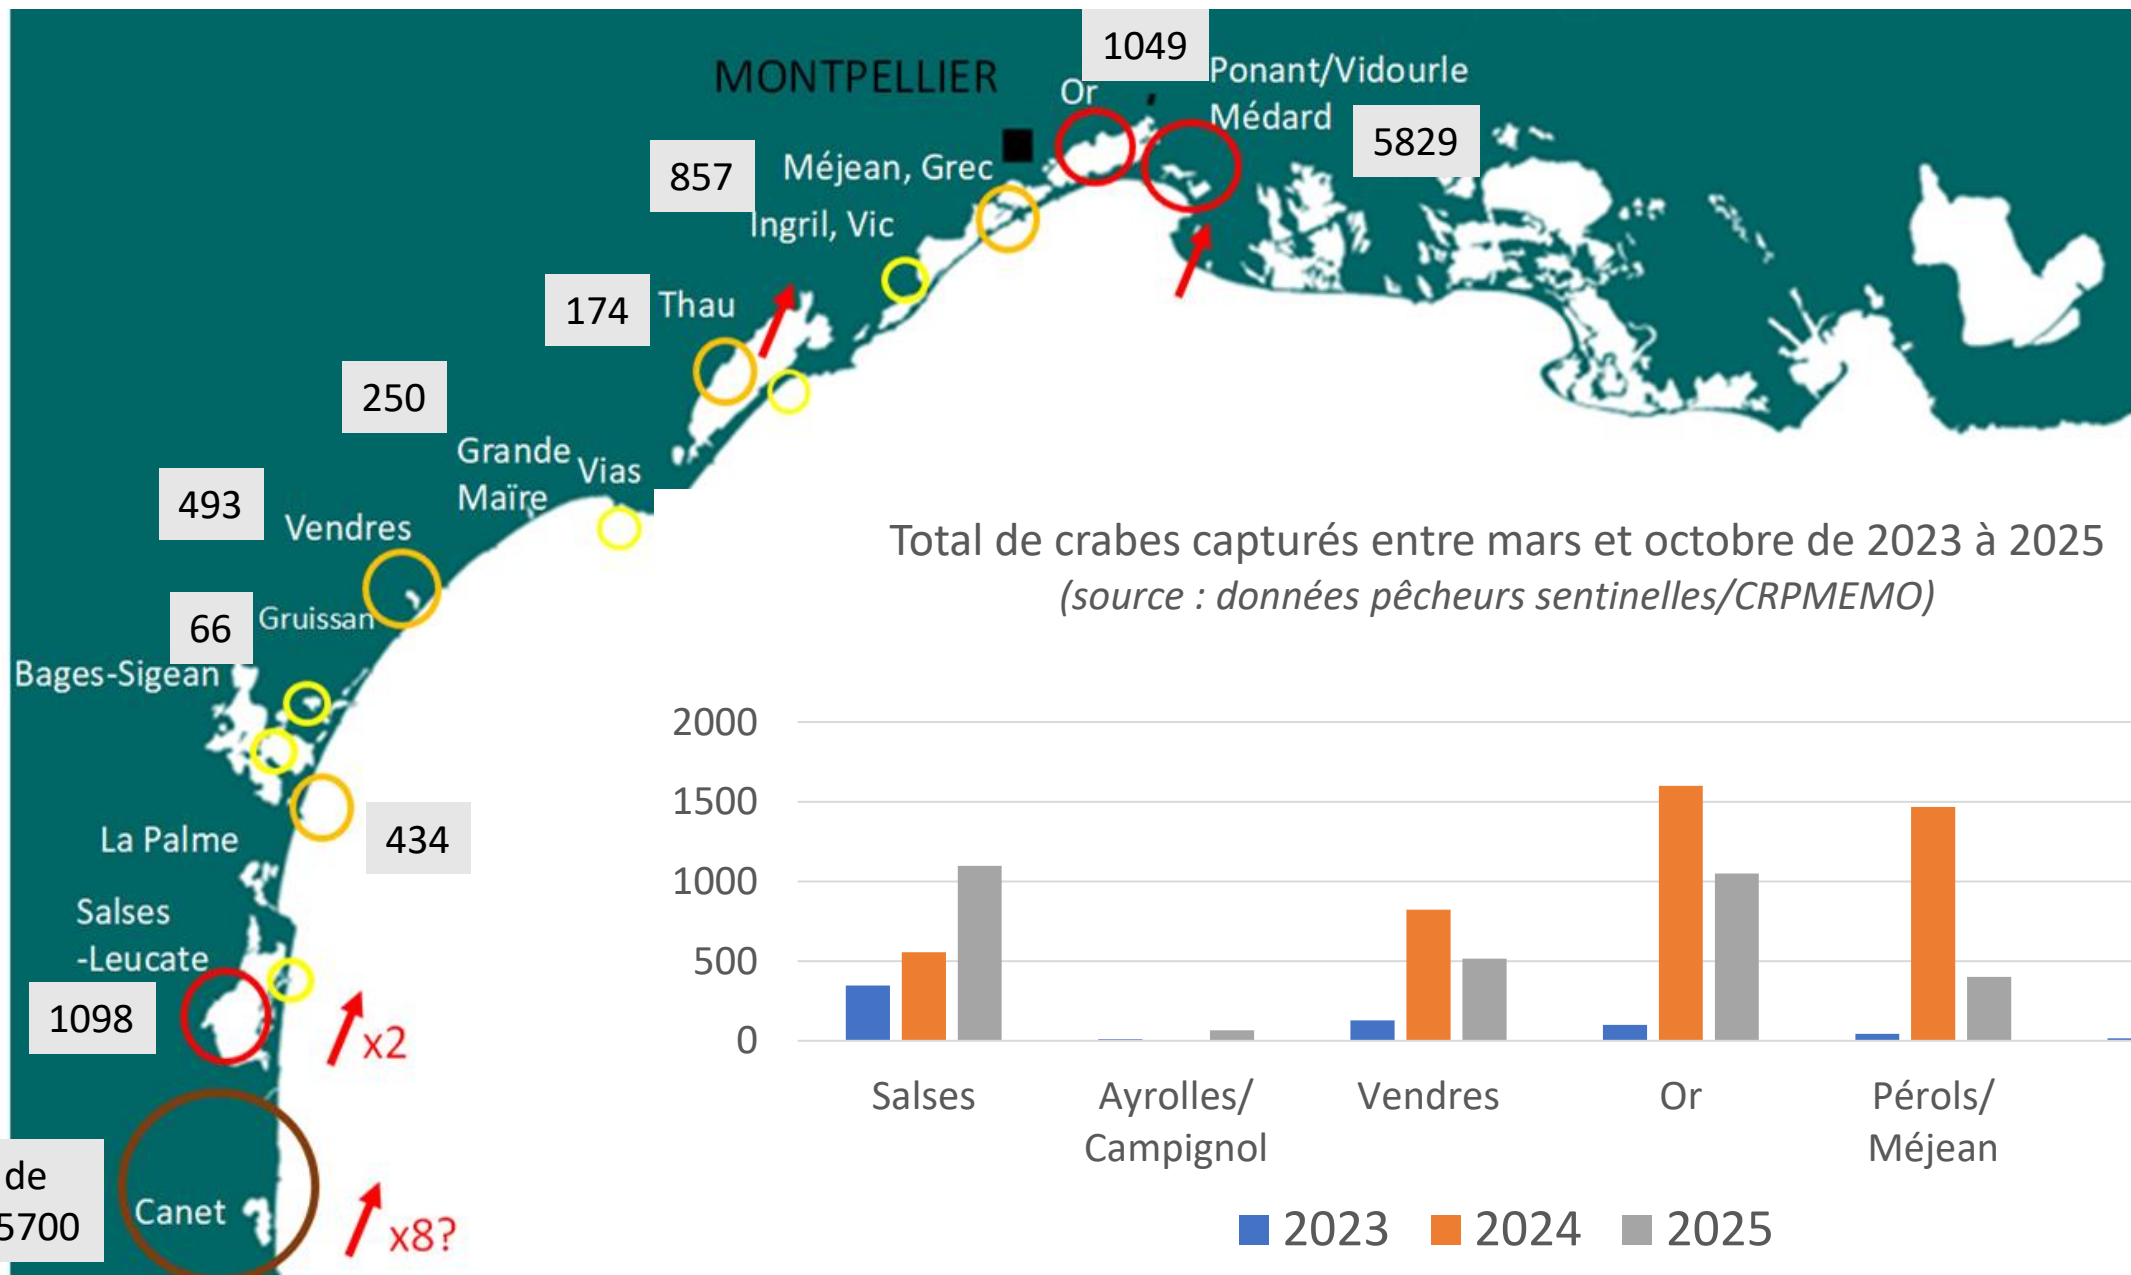 1049
MONTPELLIER
Or
Ponant/Vidourle
Médard
5829
857
Méjean, Grec
Ingril, Vic
174
Thau
250
Grande
Maïre
Vias
493
Vendres
66
Gruissan
Bages-Sigean
434
La Palme
Salses
-Leucate
1098
x2
de
5700
Canet
x8?
Total de crabes capturés entre mars et octobre de 2023 à 2025
(source : données pêcheurs sentinelles/CRPMEMO)
2000
1500
1000
500
0
Salses
Ayrolles/
Campignol
Vendres
Or
Pérols/
Méjean
2023
2024
2025